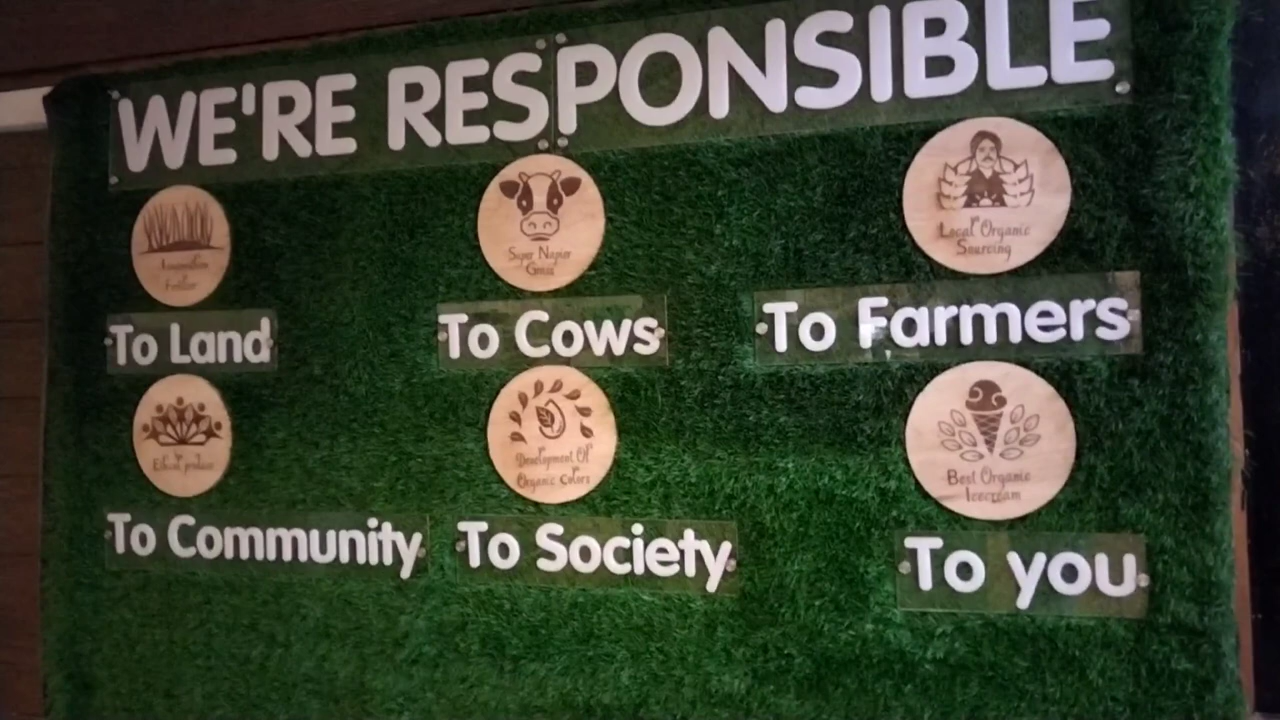 WE'RE RESPONSIBLE
Super Napier
Grass
Local Organic
Sourcing
To Land
To Cows
To Farmers
Development Of
Organic Colors
Best Organic
Icecream
To Community
To Society
To you